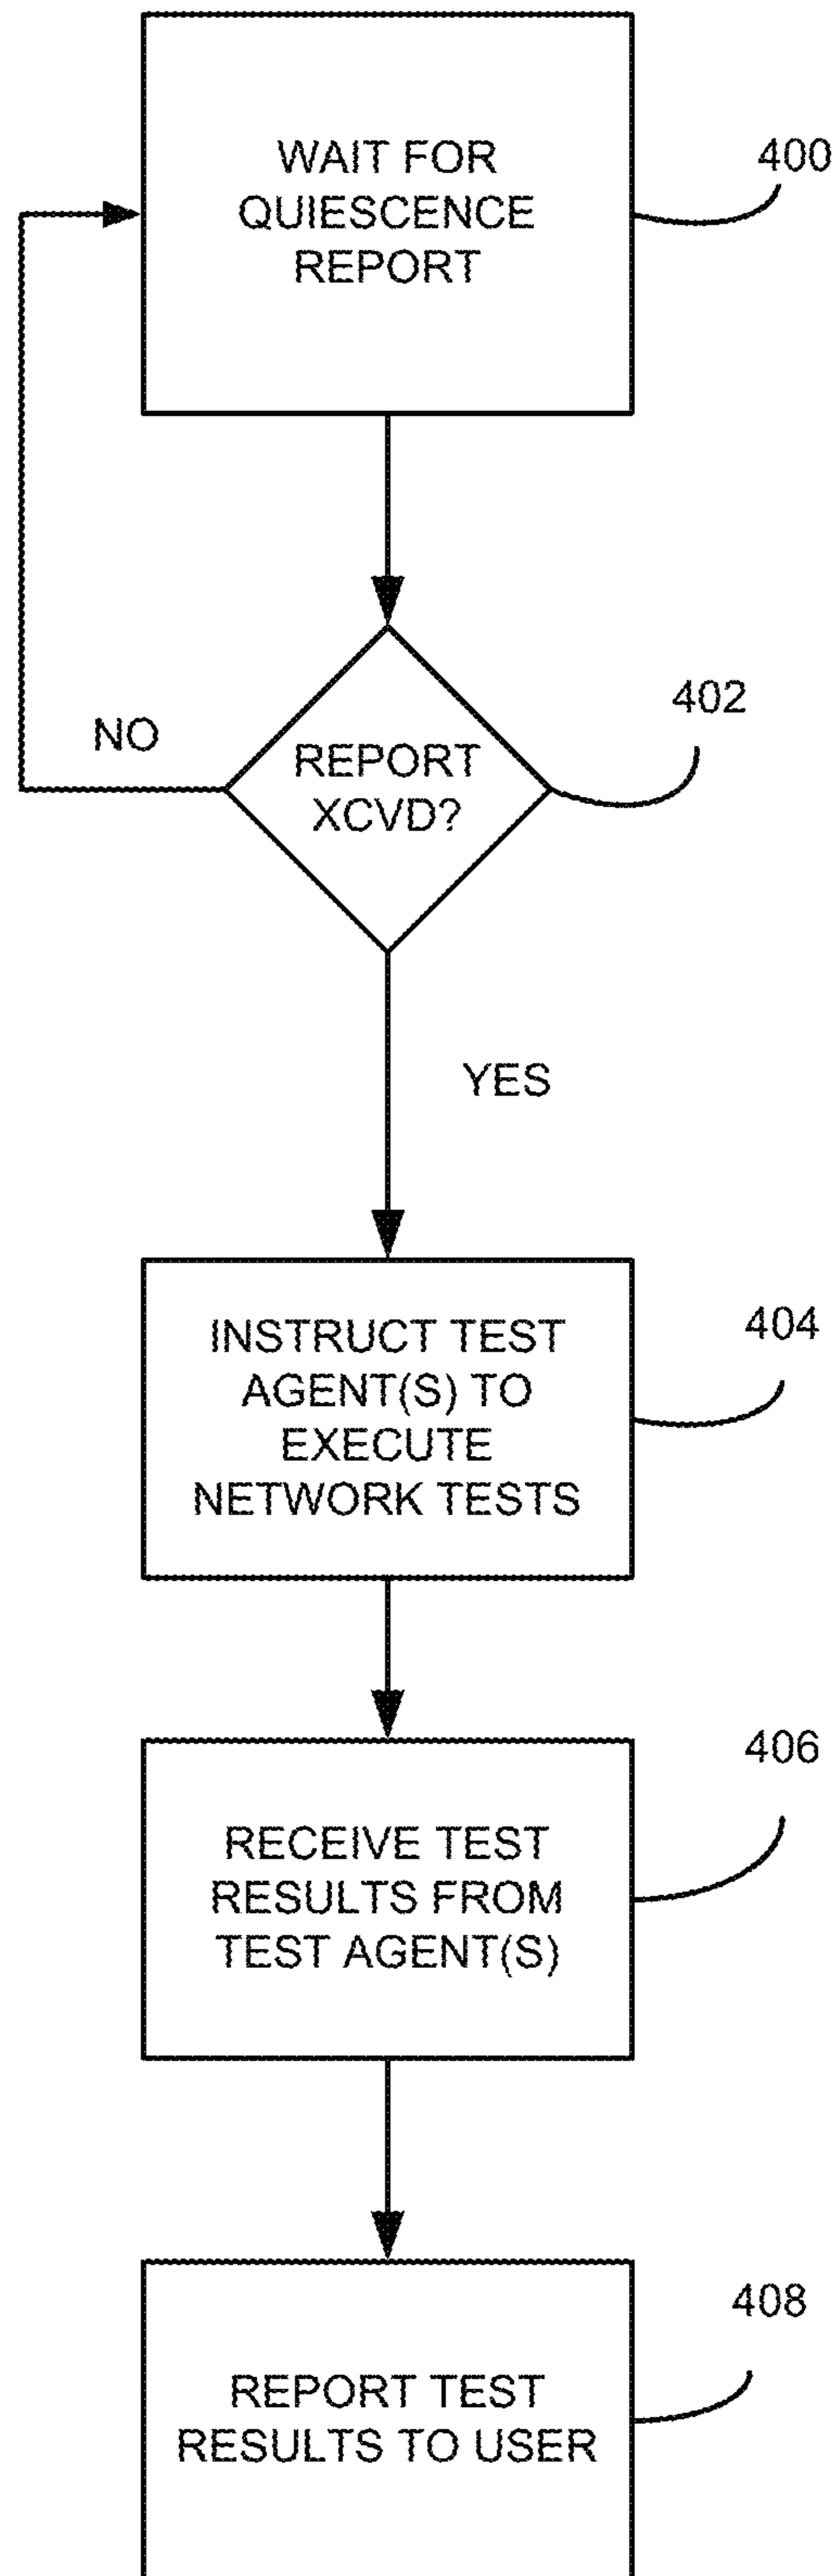 WAIT FOR
QUIESCENCE
REPORT
400
402
NO
REPORT
XCVD?
YES
INSTRUCT TEST
AGENT(S) TO
EXECUTE
NETWORK TESTS
404
406
RECEIVE TEST
RESULTS FROM
TEST AGENT(S)
408
REPORT TEST
RESULTS TO USER